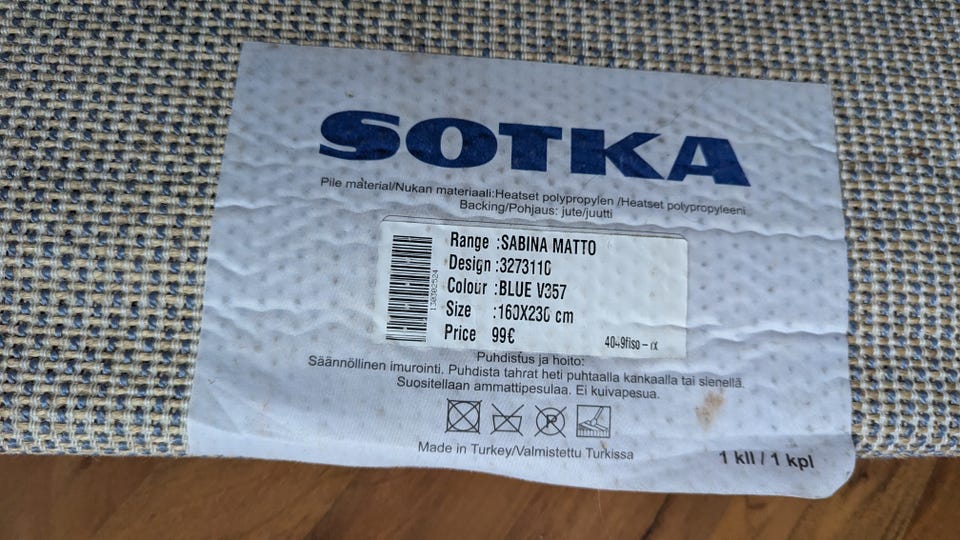 SOTKA
Pile material/Nukan materiaali:Heatset polypropylen /Heatset polypropyleeni
Backing/Pohjaus: jute/juutti
Range :SABINA MATTO
Design :3273110
Colour :BLUE V357
Size :160X230 cm
Price 99€
Puhdistus ja hoito:
Säännöllinen imurointi. Puhdista tahrat heti puhtaalla kankaalla tai sienellä.
Suositellaan ammattipesulaa. Ei kuivapesua.
P
Made in Turkey/Valmistettu Turkissa
1 kll / 1 kpl